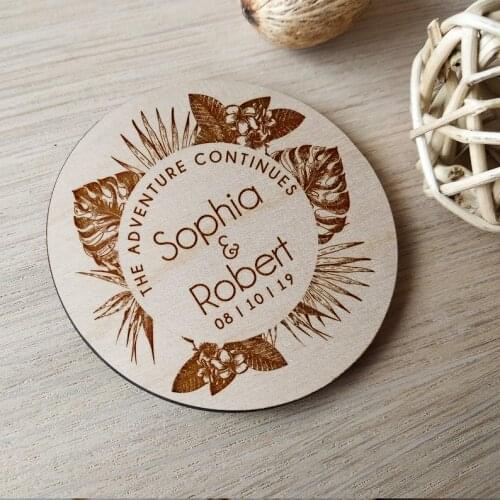 THE ADVENTURE CONTINUES
Sophia
&
Robert
08 | 10 | 19